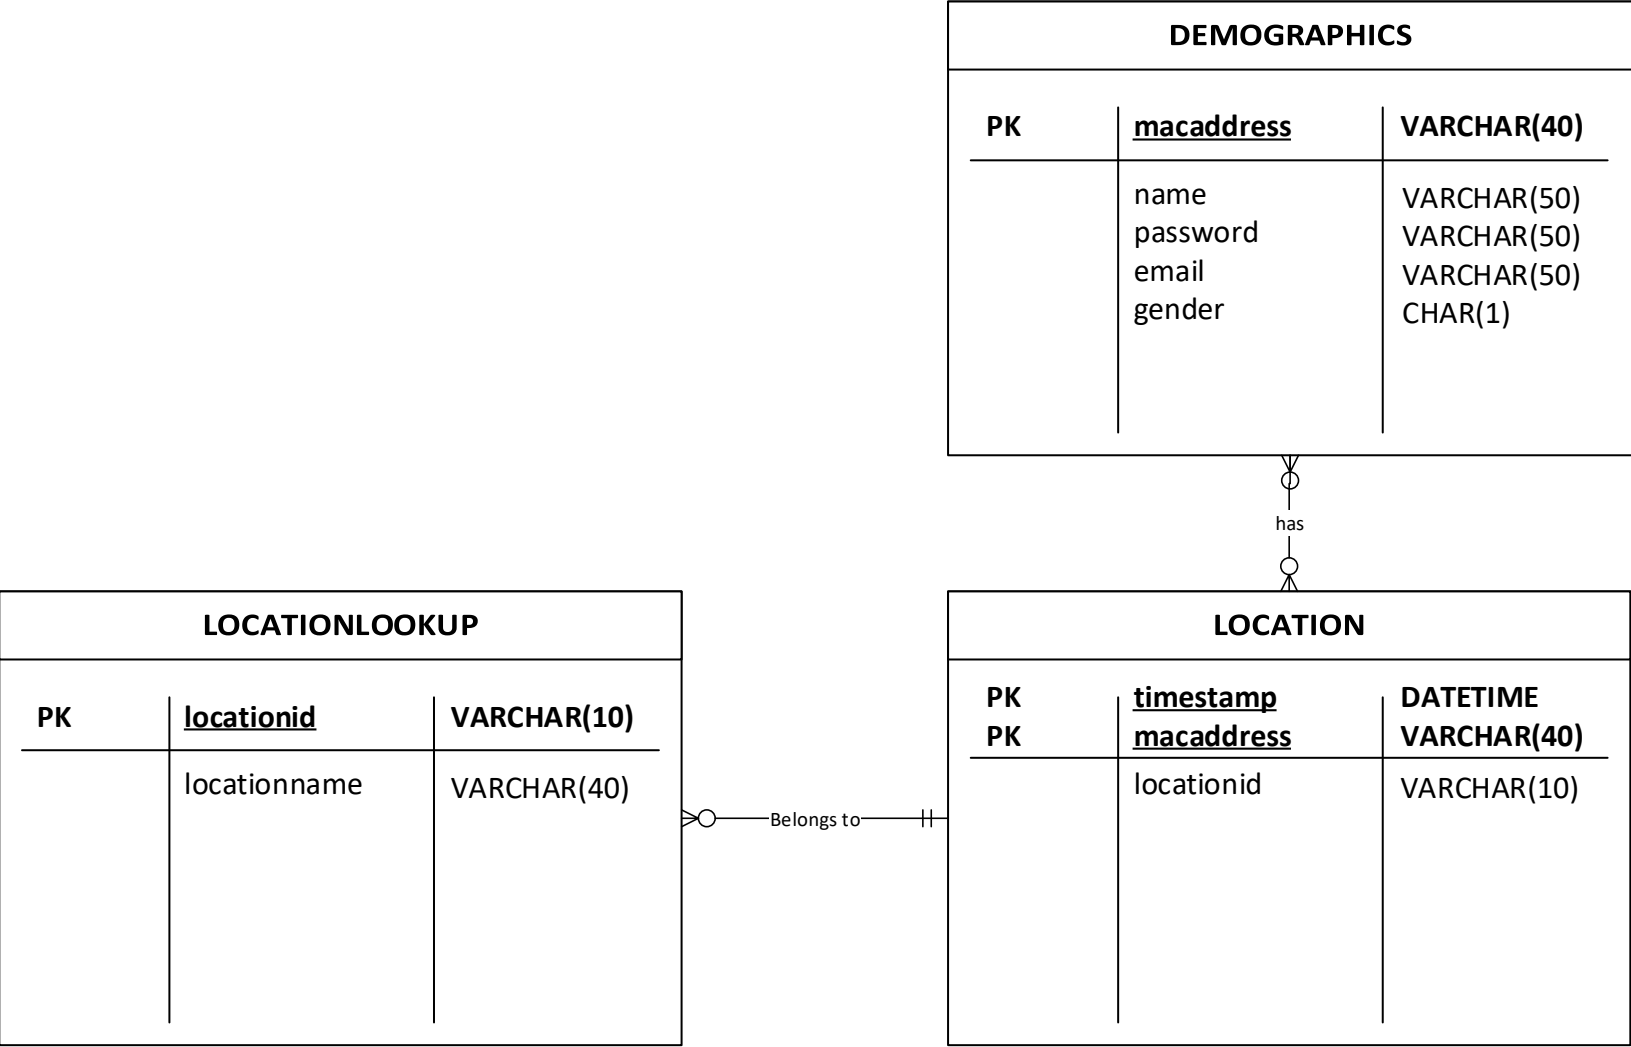 DEMOGRAPHICS
PK macaddress VARCHAR(40)
name VARCHAR(50)
password VARCHAR(50)
email VARCHAR(50)
gender CHAR(1)
has
LOCATIONLOOKUP
PK locationid VARCHAR(10)
locationname VARCHAR(40)
Belongs to
LOCATION
PK timestamp DATETIME
PK macaddress VARCHAR(40)
locationid VARCHAR(10)